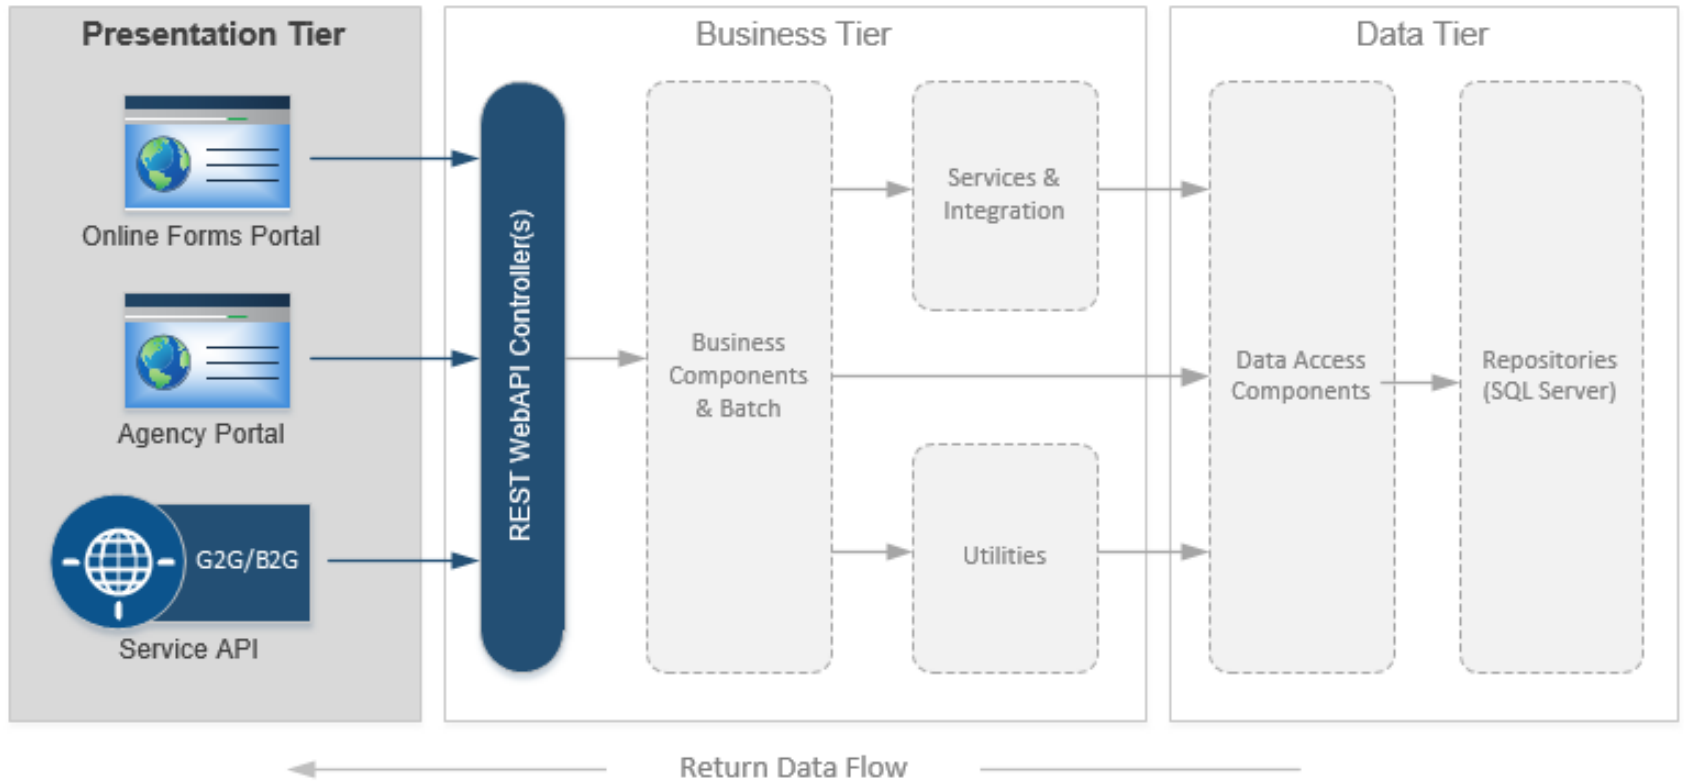 Presentation Tier
Business Tier
Data Tier
Online Forms Portal
Agency Portal
G2G/B2G
Service API
REST WebAPI Controller(s)
Business
Components
& Batch
Services &
Integration
Utilities
Data Access
Components
Repositories
(SQL Server)
Return Data Flow